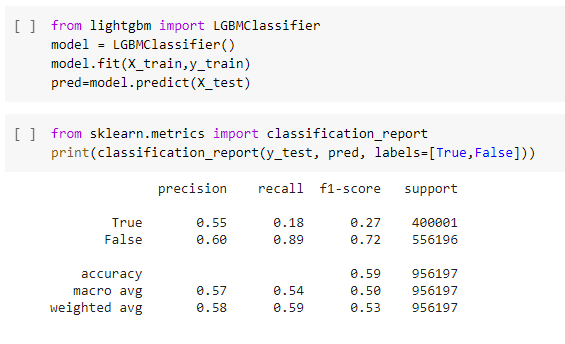 [ ] from lightgbm import LGBMClassifier
model = LGBMClassifier()
model.fit(X_train,y_train)
pred=model.predict(X_test)
[ ] from sklearn.metrics import classification_report
print(classification_report(y_test, pred, labels=[True,False]))
precision recall f1-score support
True 0.55 0.18 0.27 400001
False 0.60 0.89 0.72 556196
accuracy 0.59 956197
macro avg 0.57 0.54 0.50 956197
weighted avg 0.58 0.59 0.53 956197